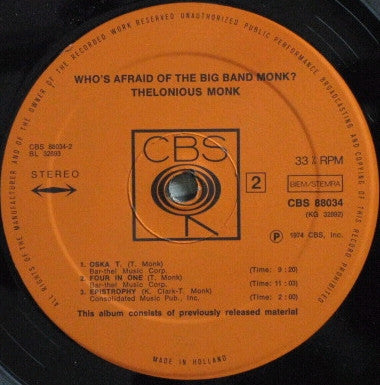 ALL RIGHTS OF THE MANUFACTURER AND OF THE OWNER OF THE RECORDED WORK RESERVED UNAUTHORIZED PUBLIC PERFORMANCE BROADCASTING AND COPYING OF THIS RECORD PROHIBITED
WHO'S AFRAID OF THE BIG BAND MONK?
THELONIOUS MONK
CBS 88034-2
BL 32693
STEREO
CBS
2
33 ⅓ RPM
BIEM/STEMRA
CBS 88034
(KG 32892)
Ⓟ 1974 CBS, Inc.
1. OSKA T. (T. Monk)
Bar-thel Music Corp. (Time: 9:20)
2. FOUR IN ONE (T. Monk)
Bar-thel Music Corp. (Time: 11:03)
3. EPISTROPHY (K. Clark-T. Monk)
Consolidated Music Pub., Inc. (Time: 2:00)
This album consists of previously released material
MADE IN HOLLAND